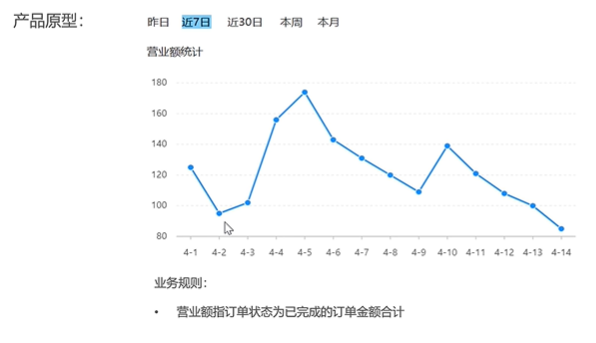 产品原型：
昨日 近7日 近30日 本周 本月
营业额统计
180
160
140
120
100
80
4-1 4-2 4-3 4-4 4-5 4-6 4-7 4-8 4-9 4-10 4-11 4-12 4-13 4-14
业务规则：
• 营业额指订单状态为已完成的订单金额合计